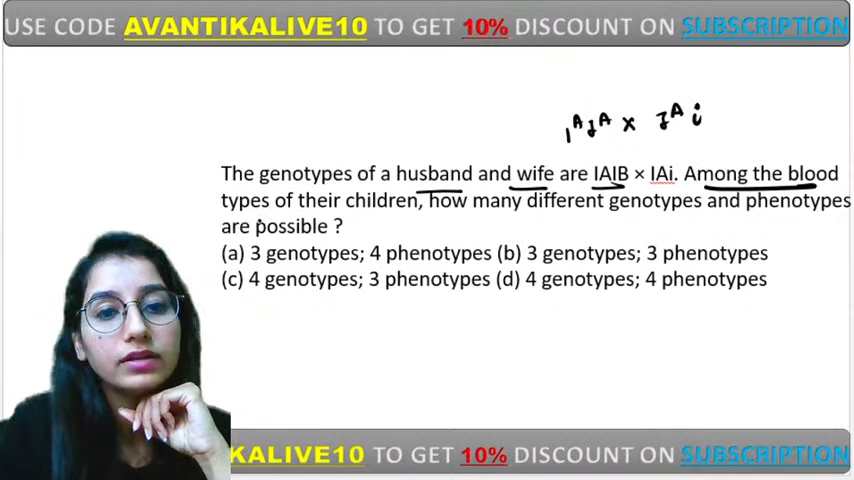 USE CODE AVANTIKALIVE10 TO GET 10% DISCOUNT ON SUBSCRIPTION
IAIA × IA i
The genotypes of a husband and wife are IAIB × IAi. Among the blood
types of their children, how many different genotypes and phenotypes
are possible ?
(a) 3 genotypes; 4 phenotypes (b) 3 genotypes; 3 phenotypes
(c) 4 genotypes; 3 phenotypes (d) 4 genotypes; 4 phenotypes
KALIVE10 TO GET 10% DISCOUNT ON SUBSCRIPTION